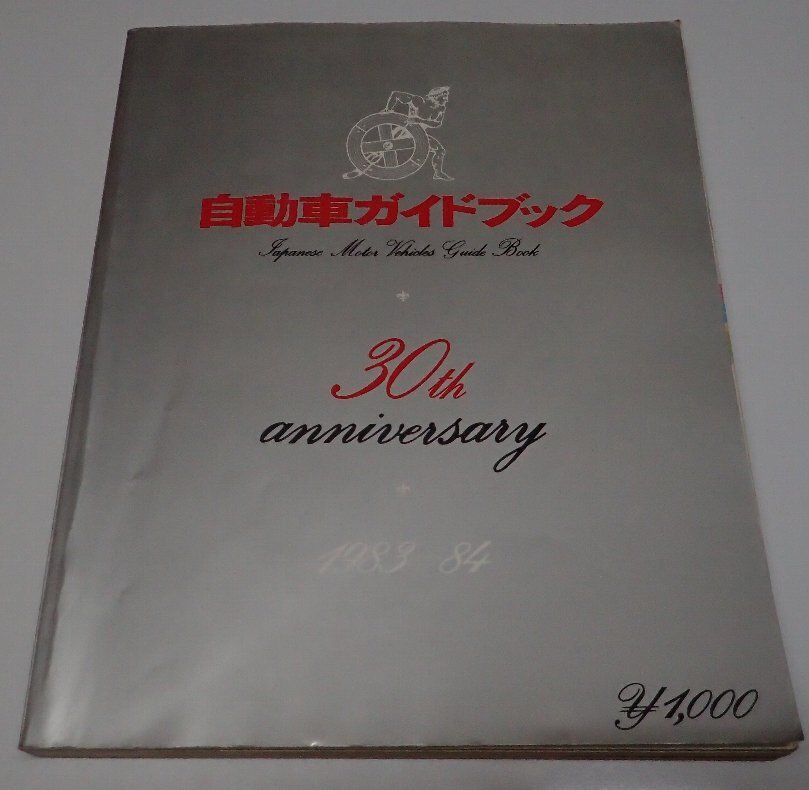 自動車ガイドブック
Japanese Motor Vehicles Guide Book
30th
anniversary
1983-84
¥1,000